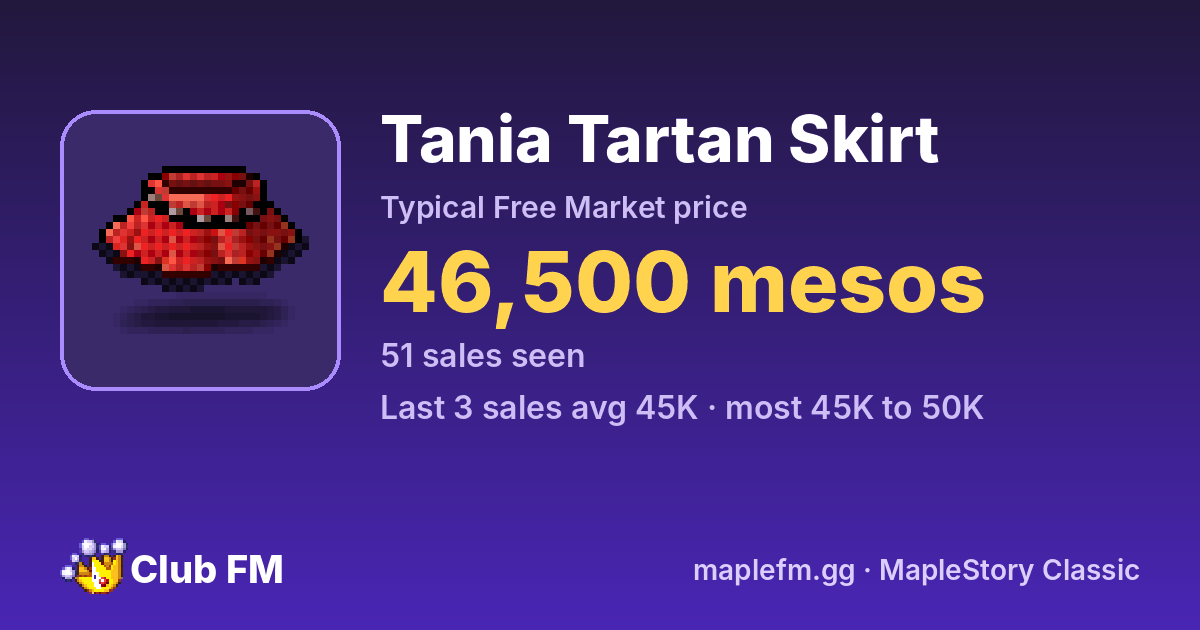 Tania Tartan Skirt
Typical Free Market price
46,500 mesos
51 sales seen
Last 3 sales avg 45K · most 45K to 50K
Club FM
maplefm.gg · MapleStory Classic